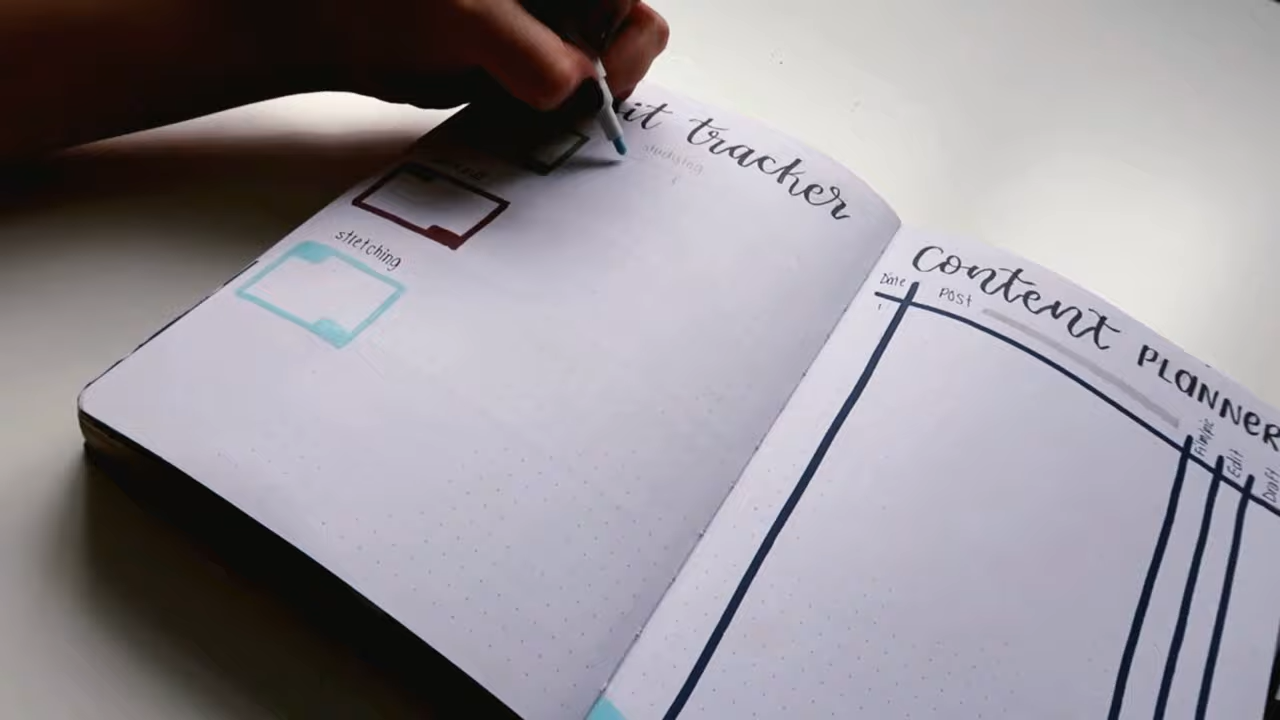 it tracker
studying
stretching
Content PLANNER
Date
Post
Film/pic
Edit
Draft